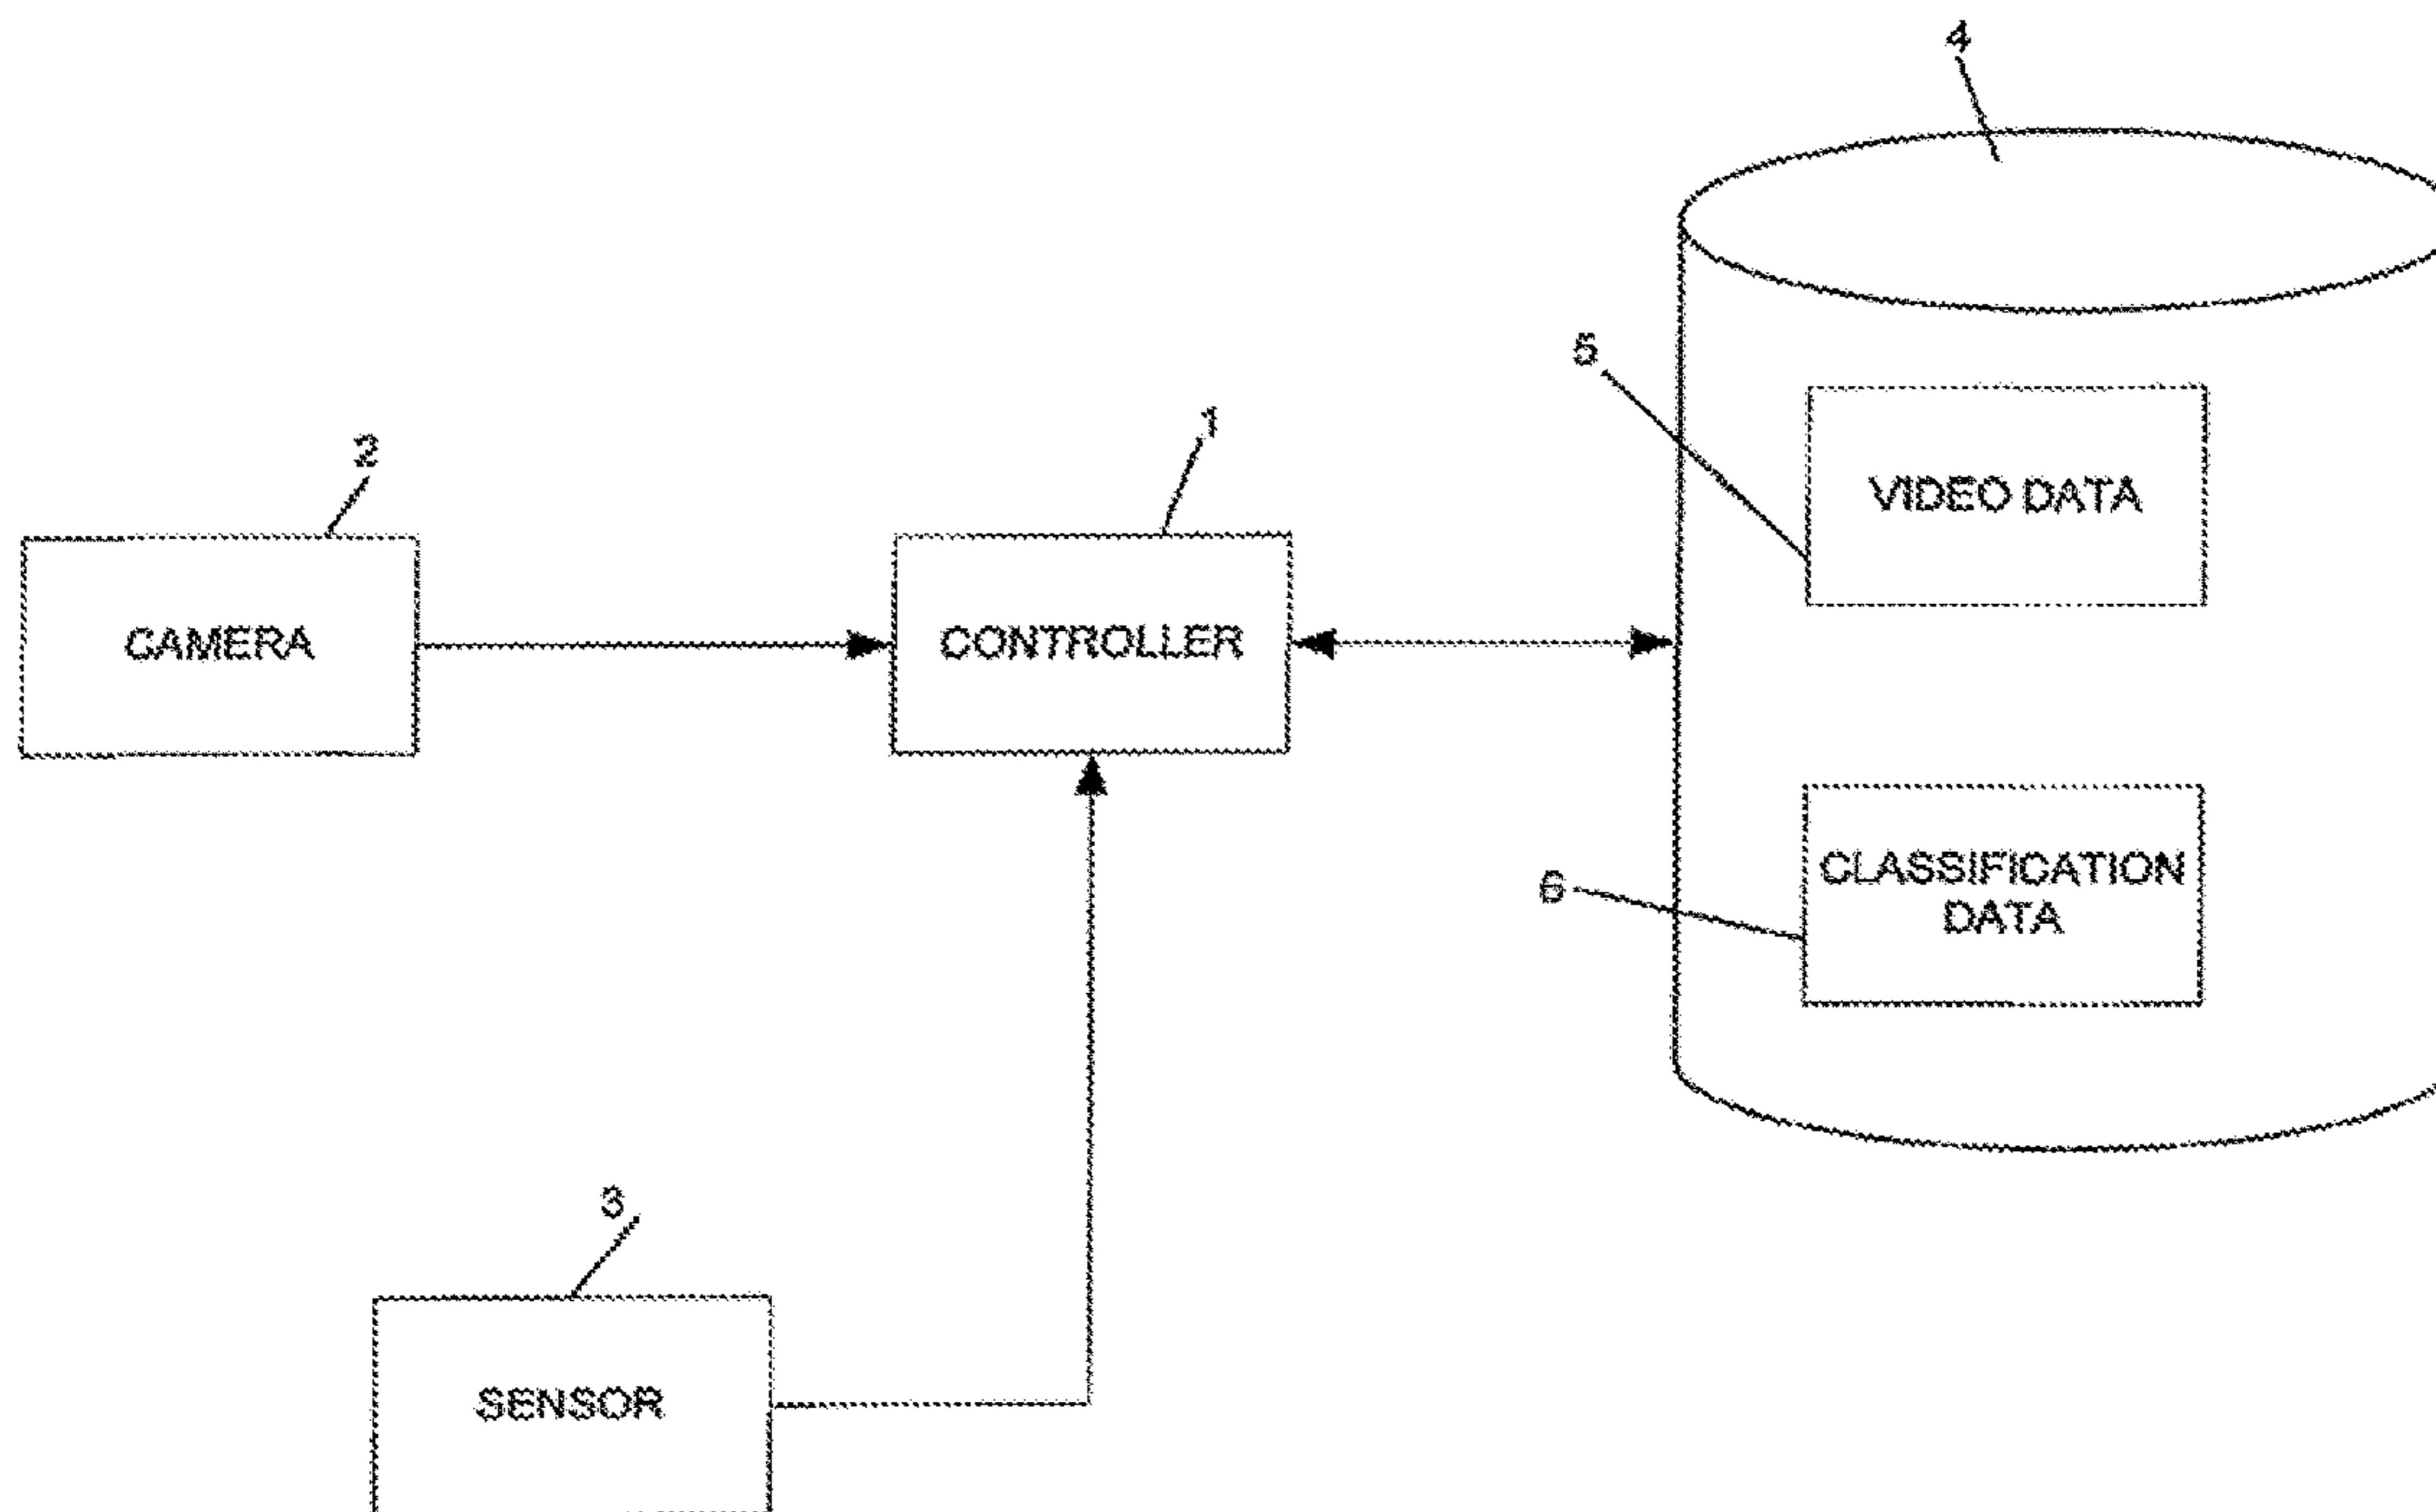 4
5
VIDEO DATA
2
1
CAMERA
CONTROLLER
6
CLASSIFICATION
DATA
3
SENSOR